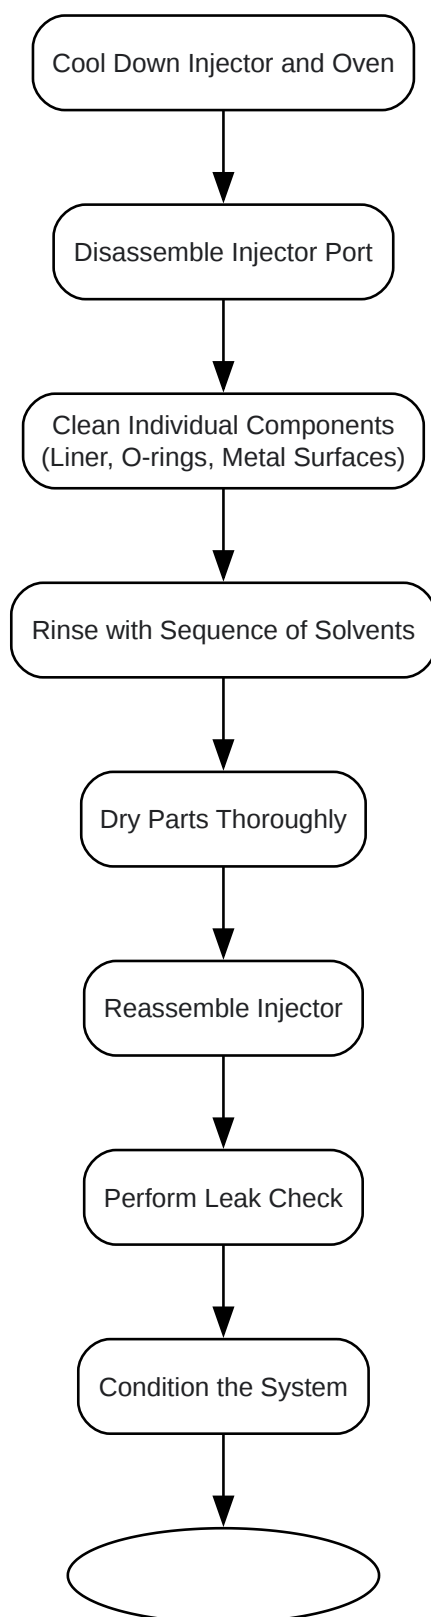 Cool Down Injector and Oven
Disassemble Injector Port
Clean Individual Components
(Liner, O-rings, Metal Surfaces)
Rinse with Sequence of Solvents
Dry Parts Thoroughly
Reassemble Injector
Perform Leak Check
Condition the System